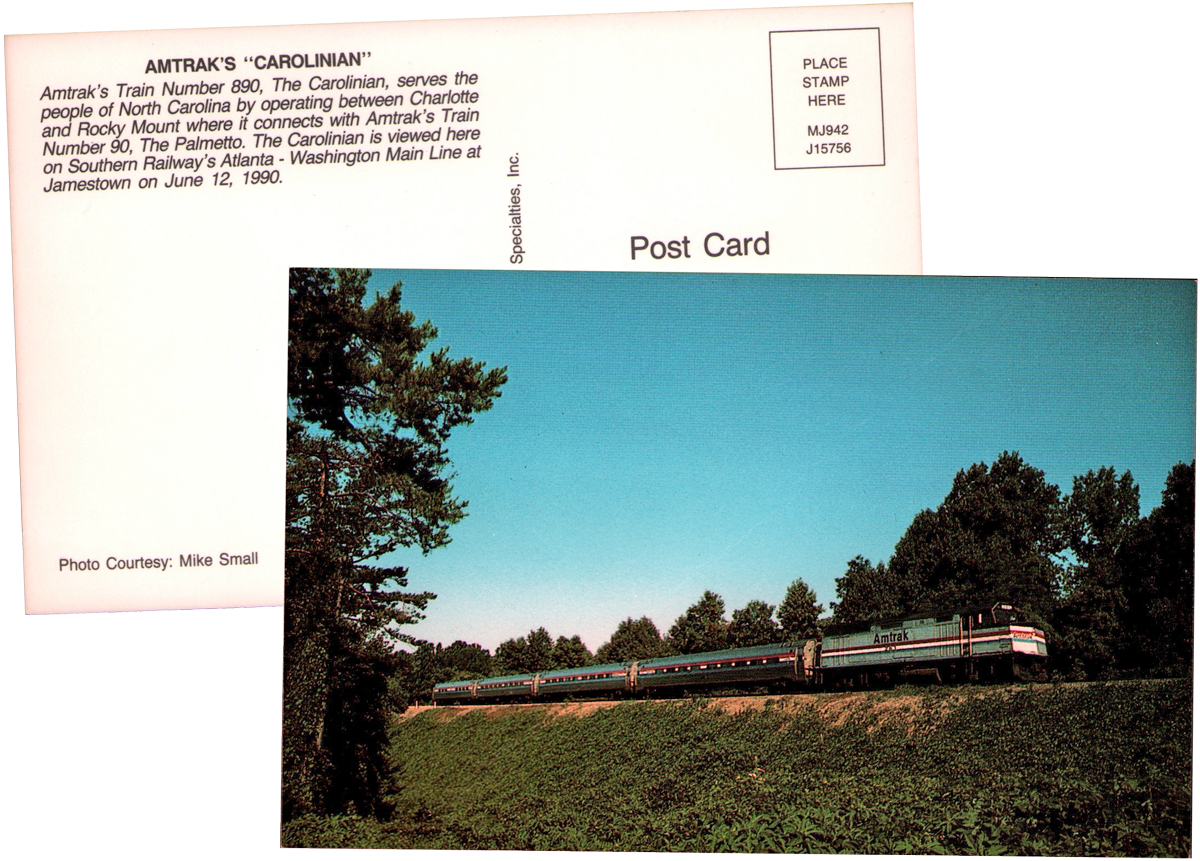 AMTRAK'S "CAROLINIAN"
Amtrak's Train Number 890, The Carolinian, serves the
people of North Carolina by operating between Charlotte
and Rocky Mount where it connects with Amtrak's Train
Number 90, The Palmetto. The Carolinian is viewed here
on Southern Railway's Atlanta - Washington Main Line at
Jamestown on June 12, 1990.
PLACE
STAMP
HERE
MJ942
J15756
Specialties, Inc.
Post Card
Photo Courtesy: Mike Small
Amtrak